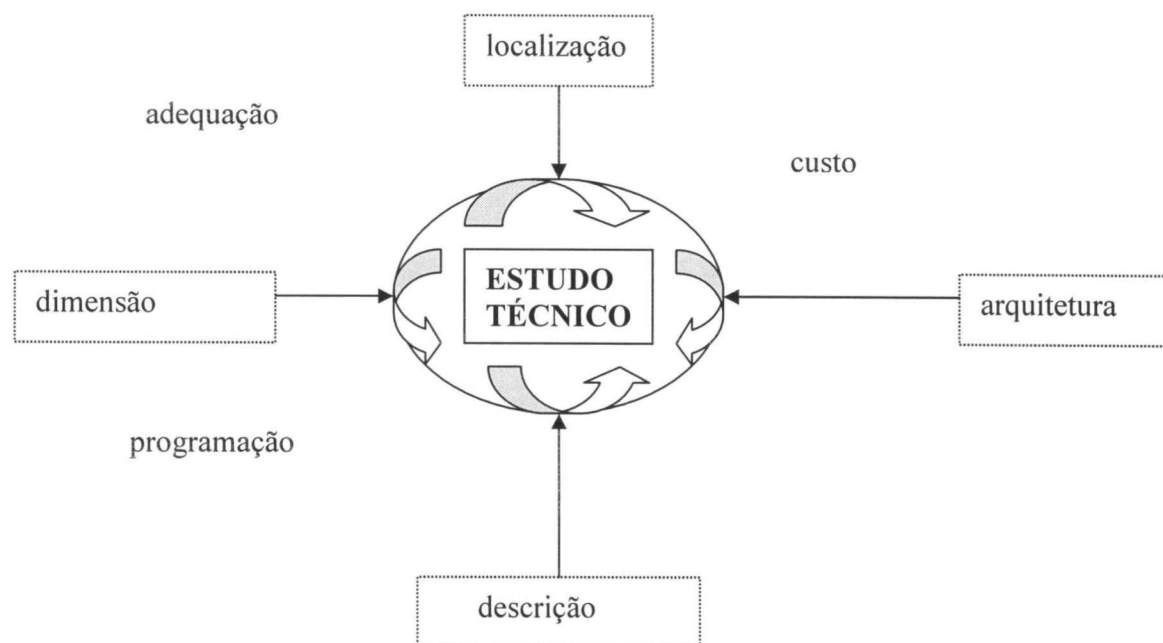 localização
adequação
custo
dimensão
ESTUDO
TÉCNICO
arquitetura
programação
descrição